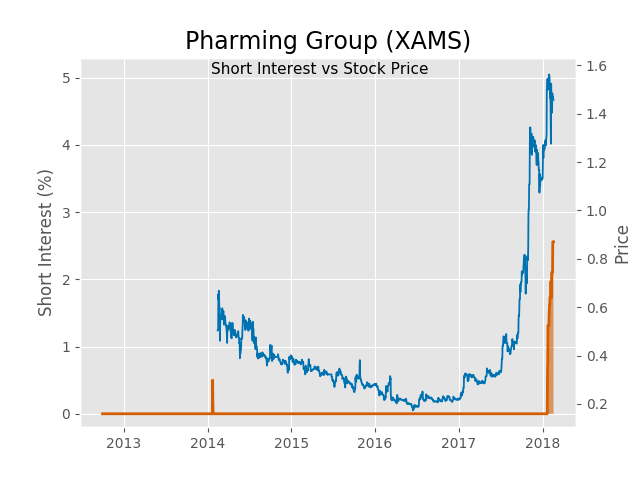 Pharming Group (XAMS)
Short Interest vs Stock Price
Short Interest (%)
5
4
3
2
1
0
1.6
1.4
1.2
1.0
0.8
0.6
0.4
0.2
Price
2013 2014 2015 2016 2017 2018